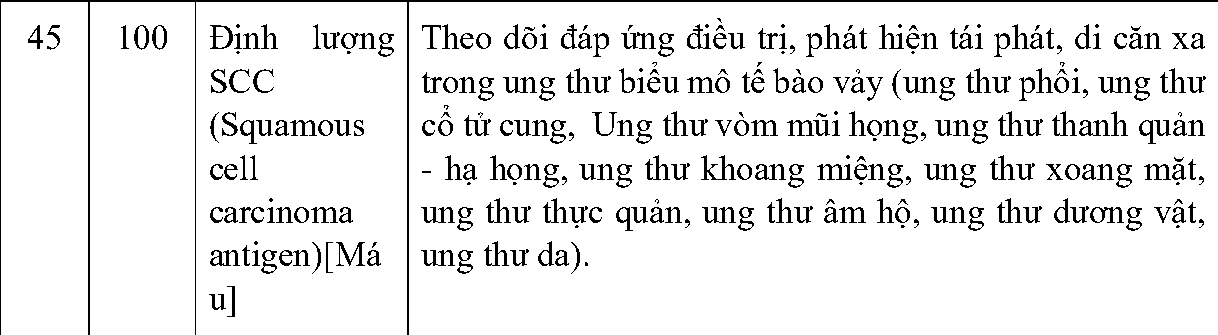 45
100
Định lượng
SCC
(Squamous
cell
carcinoma
antigen)[Má
u]
Theo dõi đáp ứng điều trị, phát hiện tái phát, di căn xa
trong ung thư biểu mô tế bào vảy (ung thư phổi, ung thư
cổ tử cung, Ung thư vòm mũi họng, ung thư thanh quản
- hạ họng, ung thư khoang miệng, ung thư xoang mặt,
ung thư thực quản, ung thư âm hộ, ung thư dương vật,
ung thư da).